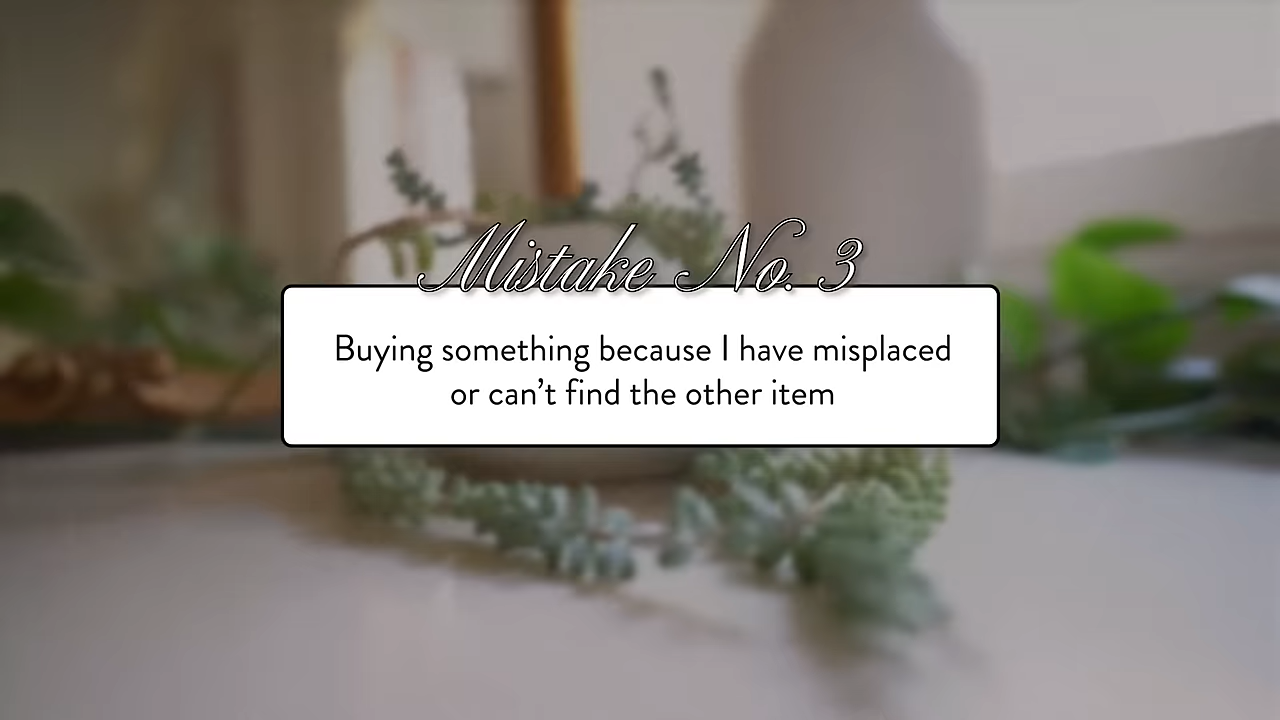 Mistake No. 3
Buying something because I have misplaced
or can’t find the other item